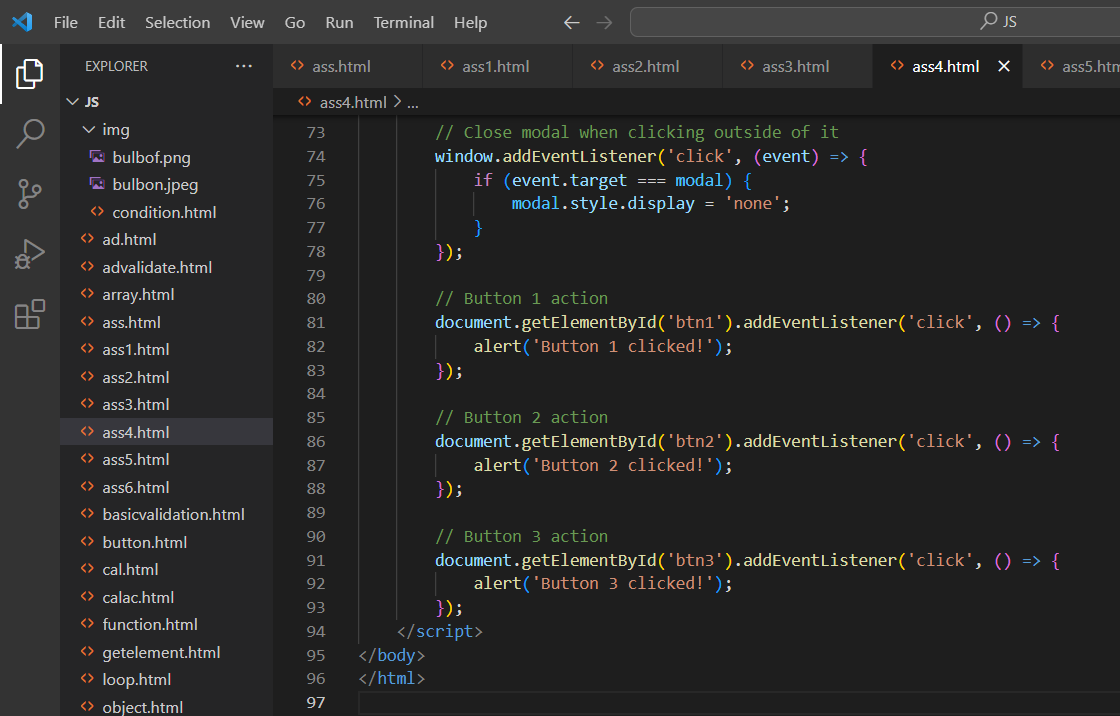 File Edit Selection View Go Run Terminal Help
JS
EXPLORER
ass.html
ass1.html
ass2.html
ass3.html
ass4.html
ass5.htm
JS
img
bulbof.png
bulbon.jpeg
condition.html
ad.html
advalidate.html
array.html
ass.html
ass1.html
ass2.html
ass3.html
ass4.html
ass5.html
ass6.html
basicvalidation.html
button.html
cal.html
calac.html
function.html
getelement.html
loop.html
object.html
ass4.html > ...
73 // Close modal when clicking outside of it
74 window.addEventListener('click', (event) => {
75 if (event.target === modal) {
76 modal.style.display = 'none';
77 }
78 });
79
80 // Button 1 action
81 document.getElementById('btn1').addEventListener('click', () => {
82 alert('Button 1 clicked!');
83 });
84
85 // Button 2 action
86 document.getElementById('btn2').addEventListener('click', () => {
87 alert('Button 2 clicked!');
88 });
89
90 // Button 3 action
91 document.getElementById('btn3').addEventListener('click', () => {
92 alert('Button 3 clicked!');
93 });
94 </script>
95 </body>
96 </html>
97